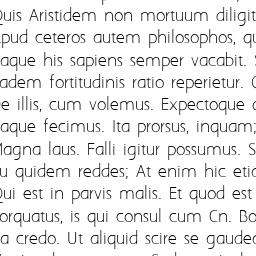 Quis Aristidem non mortuum diligit
Apud ceteros autem philosophos, qu
aque his sapiens semper vacabit. S
adem fortitudinis ratio reperietur. C
e illis, cum volemus. Expectoque
aque fecimus. Ita prorsus, inquam;
Magna laus. Falli igitur possumus. S
u quidem reddes; At enim hic etia
Qui est in parvis malis. Et quod est
orquatus, is qui consul cum Cn. Bo
a credo. Ut aliquid scire se gaudea